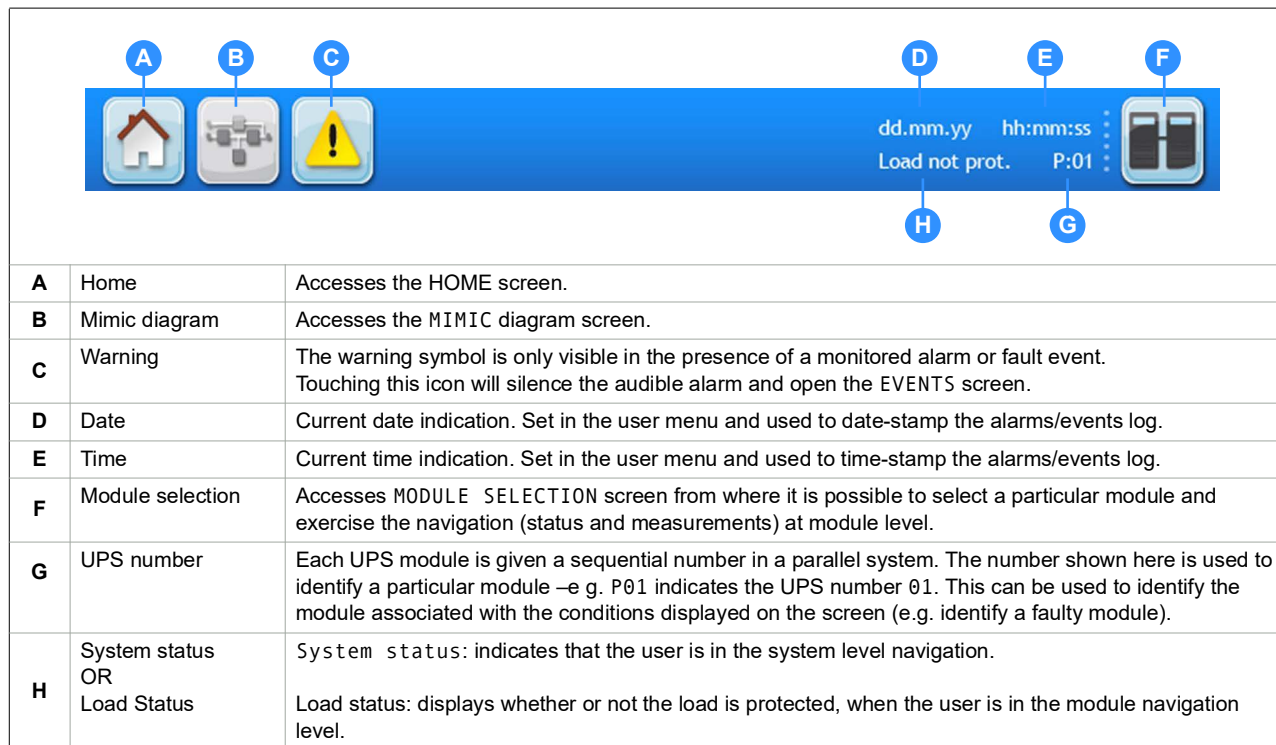 A B C D E F
dd.mm.yy hh:mm:ss
Load not prot. P:01
H G
A Home Accesses the HOME screen.
B Mimic diagram Accesses the MIMIC diagram screen.
C Warning The warning symbol is only visible in the presence of a monitored alarm or fault event.
Touching this icon will silence the audible alarm and open the EVENTS screen.
D Date Current date indication. Set in the user menu and used to date-stamp the alarms/events log.
E Time Current time indication. Set in the user menu and used to time-stamp the alarms/events log.
F Module selection Accesses MODULE SELECTION screen from where it is possible to select a particular module and
exercise the navigation (status and measurements) at module level.
G UPS number Each UPS module is given a sequential number in a parallel system. The number shown here is used to
identify a particular module –e g. P01 indicates the UPS number 01. This can be used to identify the
module associated with the conditions displayed on the screen (e.g. identify a faulty module).
H System status System status: indicates that the user is in the system level navigation.
OR
Load Status Load status: displays whether or not the load is protected, when the user is in the module navigation
level.